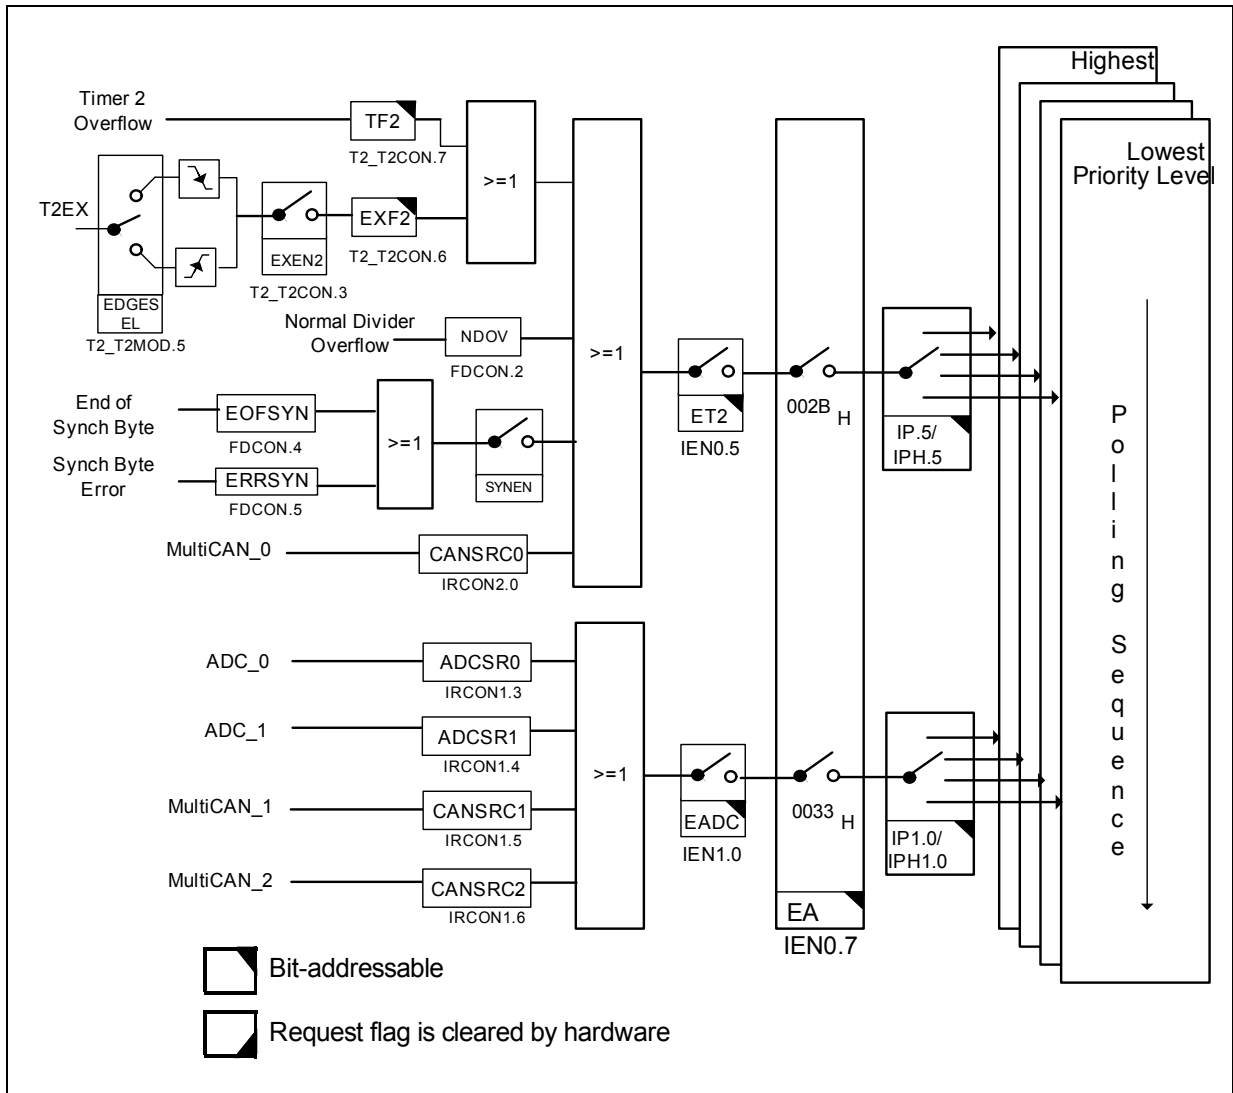 Highest
Lowest
Priority Level
Timer 2
Overflow
TF2
T2_T2CON.7
>=1
T2EX
EDGES
EL
T2_T2MOD.5
EXEN2
T2_T2CON.3
EXF2
T2_T2CON.6
Normal Divider
Overflow
NDOV
FDCON.2
>=1
End of
Synch Byte
EOFSYN
FDCON.4
Synch Byte
Error
ERRSYN
FDCON.5
>=1
SYNEN
MultiCAN_0
CANSRC0
IRCON2.0
ET2
IEN0.5
002B H
IP.5/
IPH.5
ADC_0
ADCSR0
IRCON1.3
ADC_1
ADCSR1
IRCON1.4
MultiCAN_1
CANSRC1
IRCON1.5
MultiCAN_2
CANSRC2
IRCON1.6
>=1
EADC
IEN1.0
0033 H
IP1.0/
IPH1.0
EA
IEN0.7
Polling Sequence
Bit-addressable
Request flag is cleared by hardware